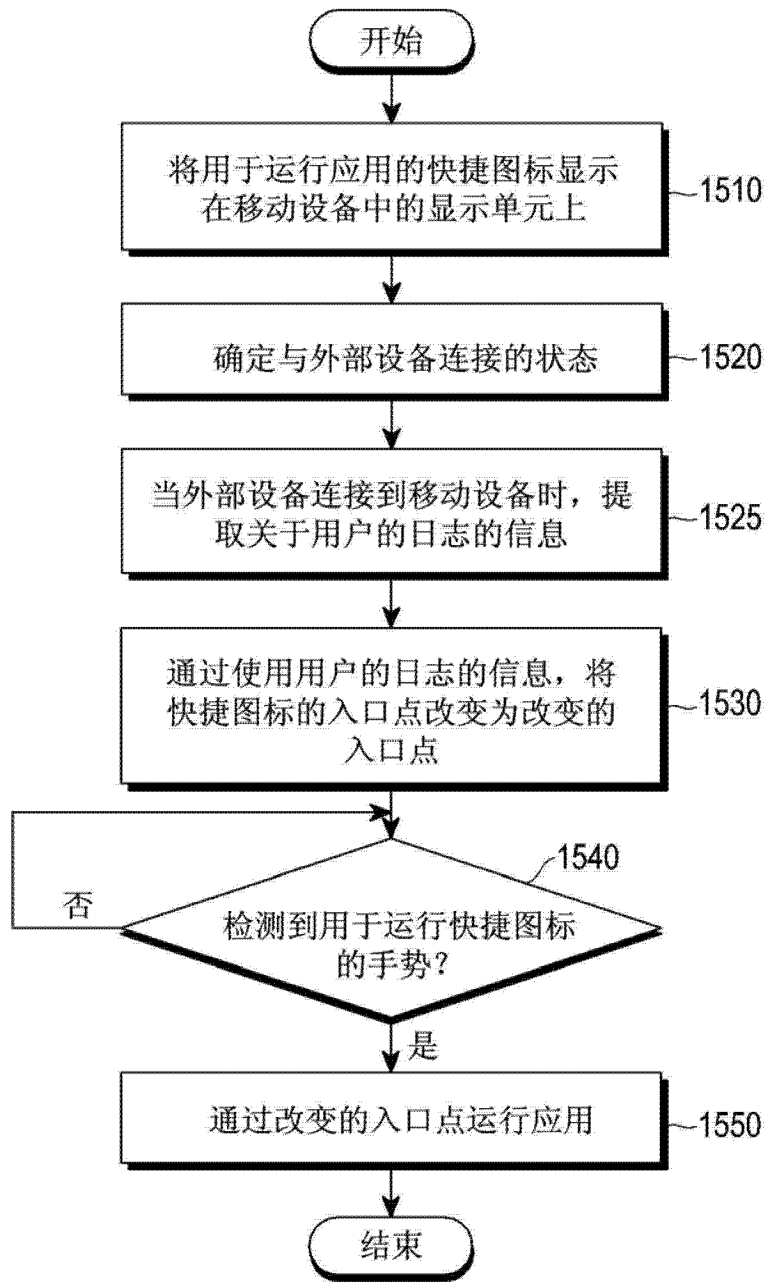 开始
将用于运行应用的快捷图标显示
在移动设备中的显示单元上
1510
确定与外部设备连接的状态
1520
当外部设备连接到移动设备时，提
取关于用户的日志的信息
1525
通过使用用户的日志的信息，将
快捷图标的入口点改变为改变的
入口点
1530
1540
否
检测到用于运行快捷图标
的手势？
是
通过改变的入口点运行应用
1550
结束